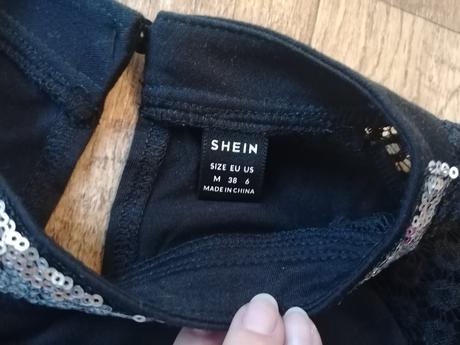 SHEIN
SIZE EU US
M 38 6
MADE IN CHINA